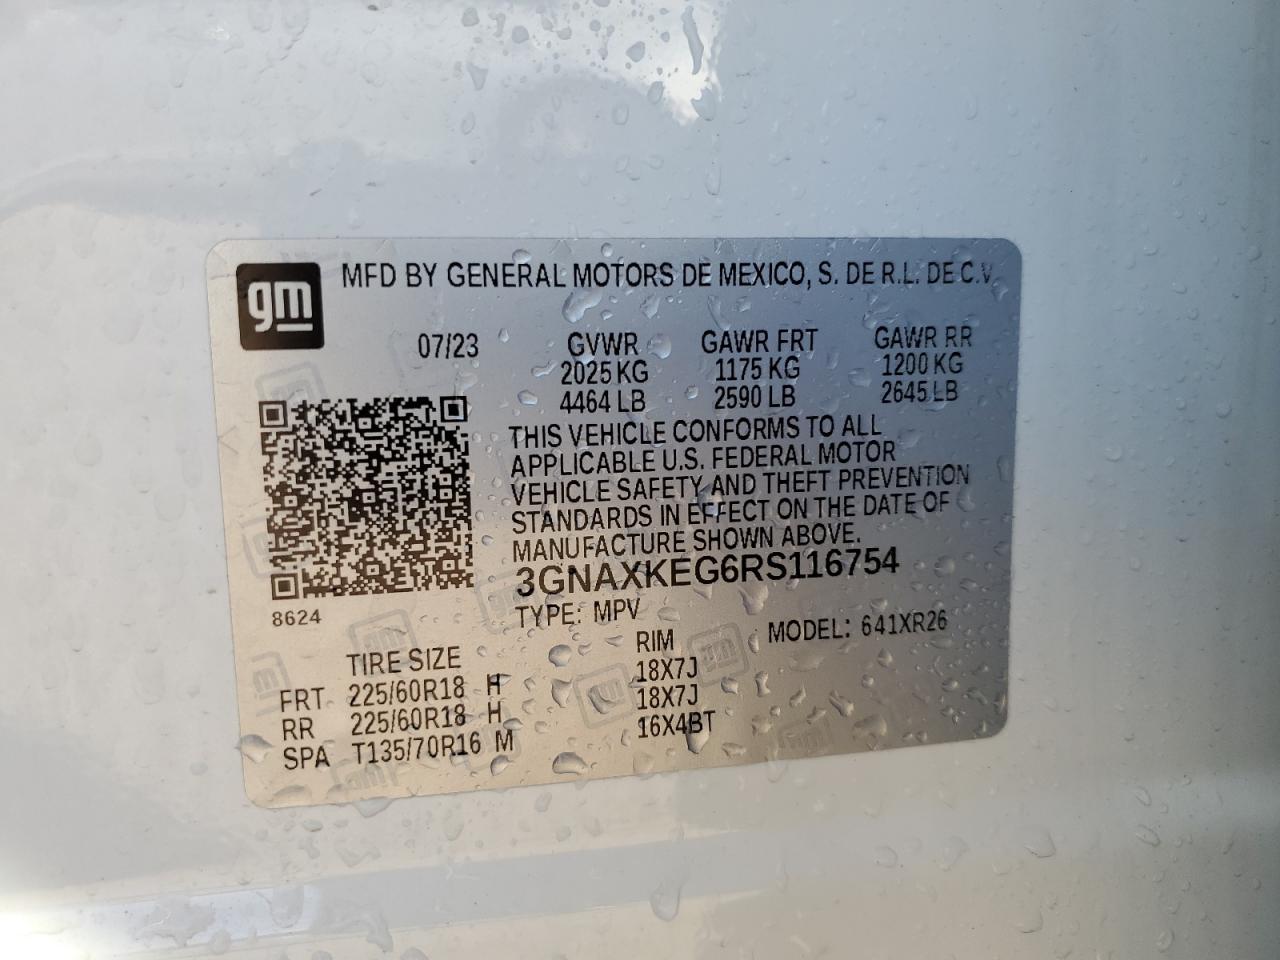 gm
MFD BY GENERAL MOTORS DE MEXICO, S. DE R.L. DE C.V.
07/23 GVWR GAWR FRT GAWR RR
2025 KG 1175 KG 1200 KG
4464 LB 2590 LB 2645 LB
THIS VEHICLE CONFORMS TO ALL
APPLICABLE U.S. FEDERAL MOTOR
VEHICLE SAFETY AND THEFT PREVENTION
STANDARDS IN EFFECT ON THE DATE OF
MANUFACTURE SHOWN ABOVE.
3GNAXKEG6RS116754
8624
TYPE: MPV MODEL: 641XR26
TIRE SIZE RIM
FRT 225/60R18 H 18X7J
RR 225/60R18 H 18X7J
SPA T135/70R16 M 16X4BT